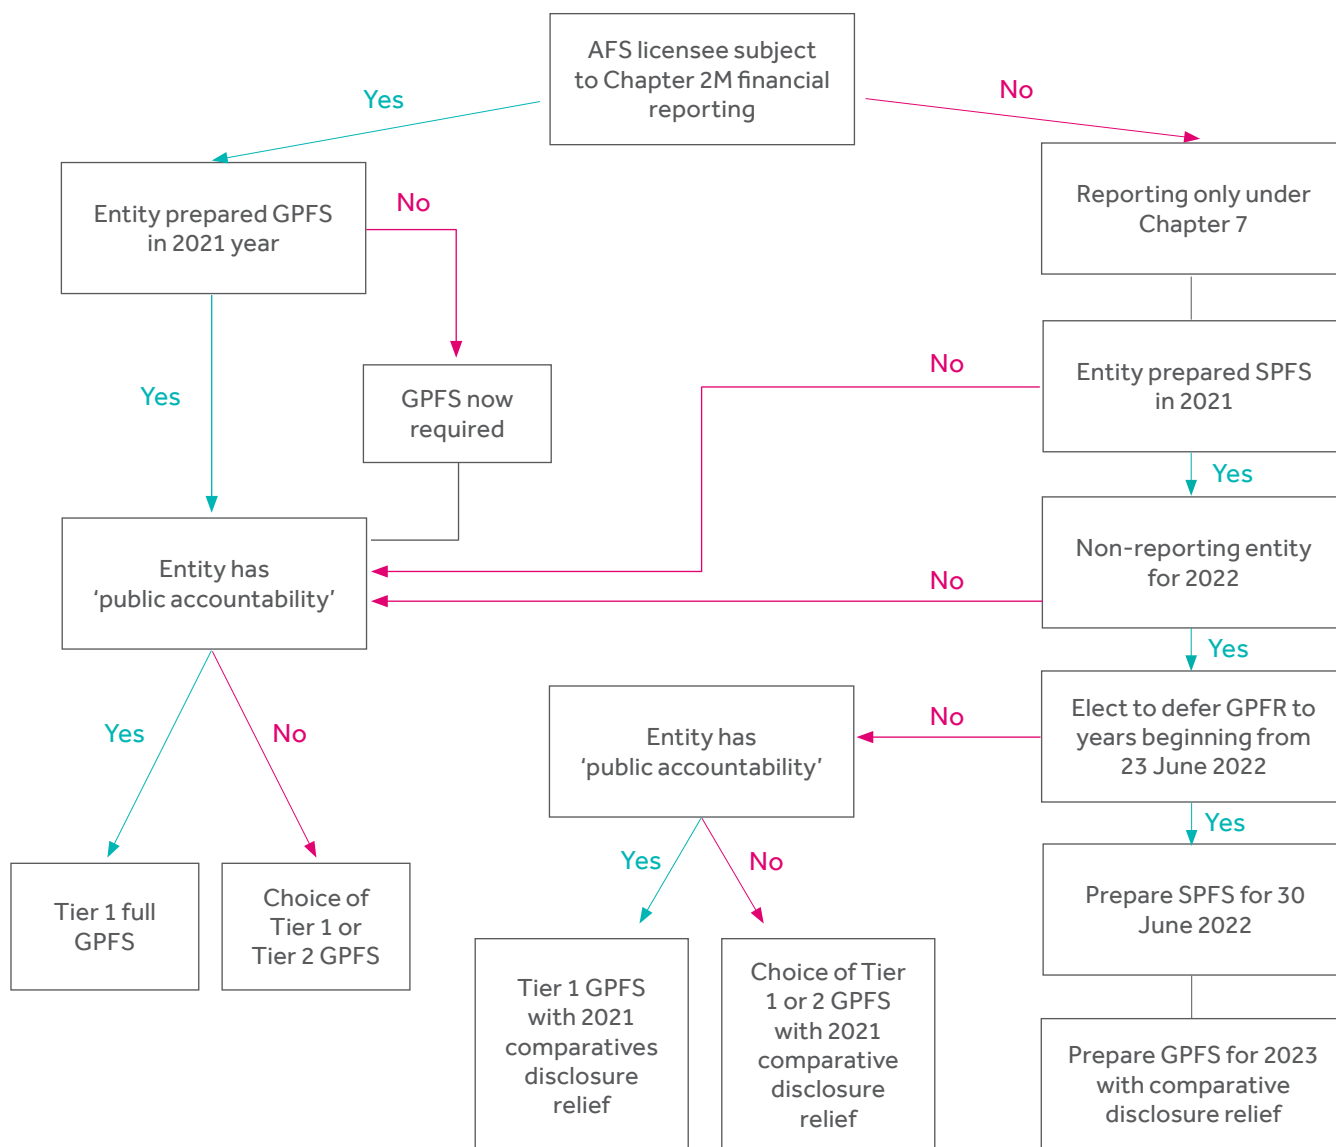 AFS licensee subject
to Chapter 2M financial
reporting
Yes
No
Entity prepared GPFS
in 2021 year
No
Reporting only under
Chapter 7
Yes
GPFS now
required
No
Entity prepared SPFS
in 2021
Yes
Entity has
‘public accountability’
No
Non-reporting entity
for 2022
Yes
Yes
No
Entity has
‘public accountability’
No
Elect to defer GPFR to
years beginning from
23 June 2022
Yes
Tier 1 full
GPFS
Choice of
Tier 1 or
Tier 2 GPFS
Yes
No
Prepare SPFS for 30
June 2022
Tier 1 GPFS
with 2021
comparatives
disclosure
relief
Choice of Tier
1 or 2 GPFS
with 2021
comparative
disclosure
relief
Prepare GPFS for 2023
with comparative
disclosure relief